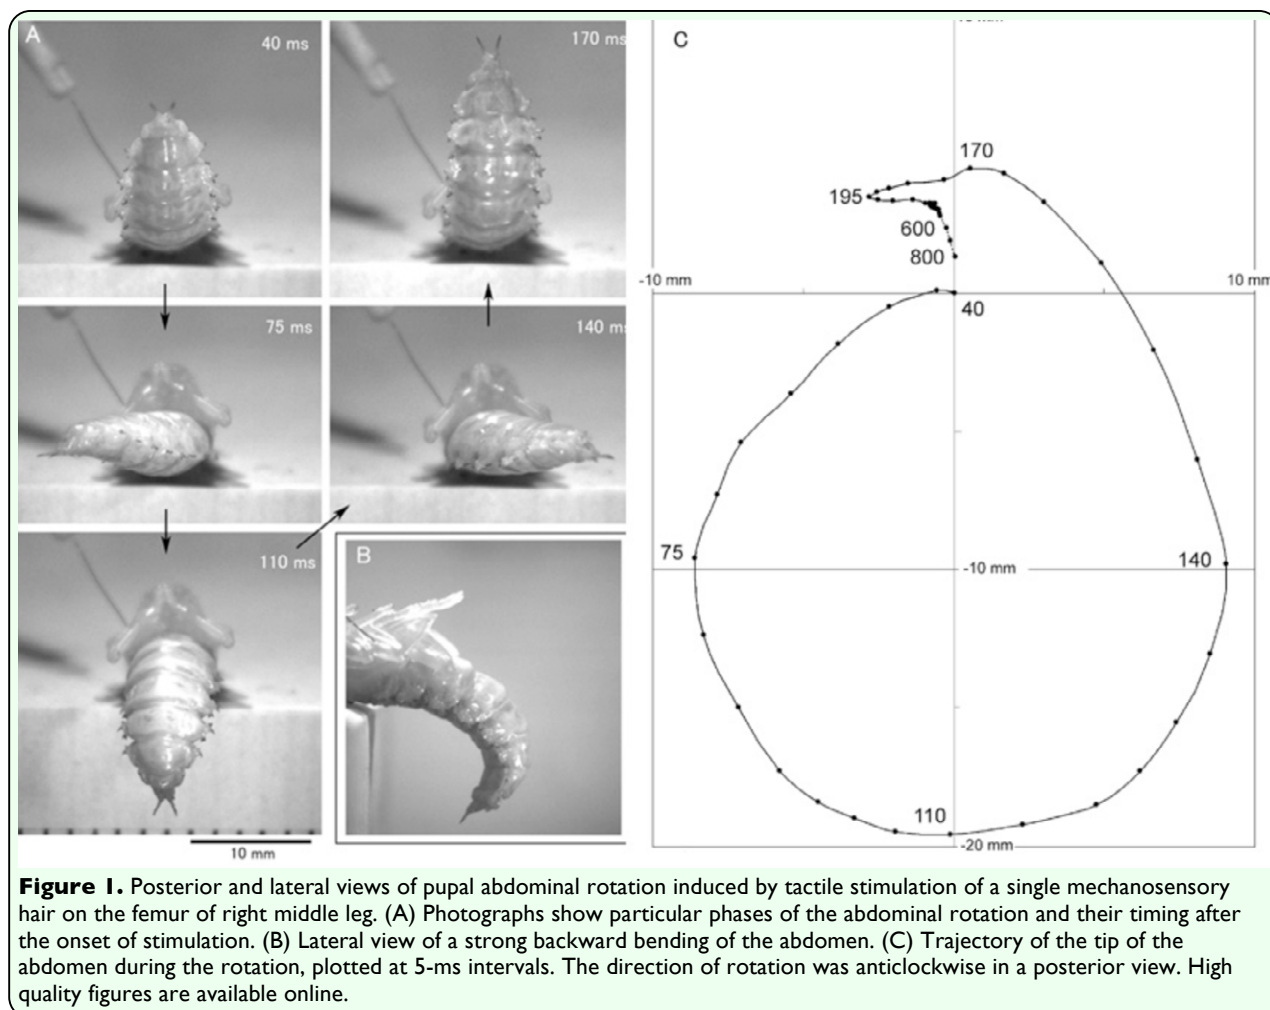 A
40 ms
170 ms
75 ms
140 ms
110 ms
10 mm
B
C
170
195
600
800
-10 mm
10 mm
40
75
-10 mm
140
110
-20 mm
Figure 1. Posterior and lateral views of pupal abdominal rotation induced by tactile stimulation of a single mechanosensory
hair on the femur of right middle leg. (A) Photographs show particular phases of the abdominal rotation and their timing after
the onset of stimulation. (B) Lateral view of a strong backward bending of the abdomen. (C) Trajectory of the tip of the
abdomen during the rotation, plotted at 5-ms intervals. The direction of rotation was anticlockwise in a posterior view. High
quality figures are available online.